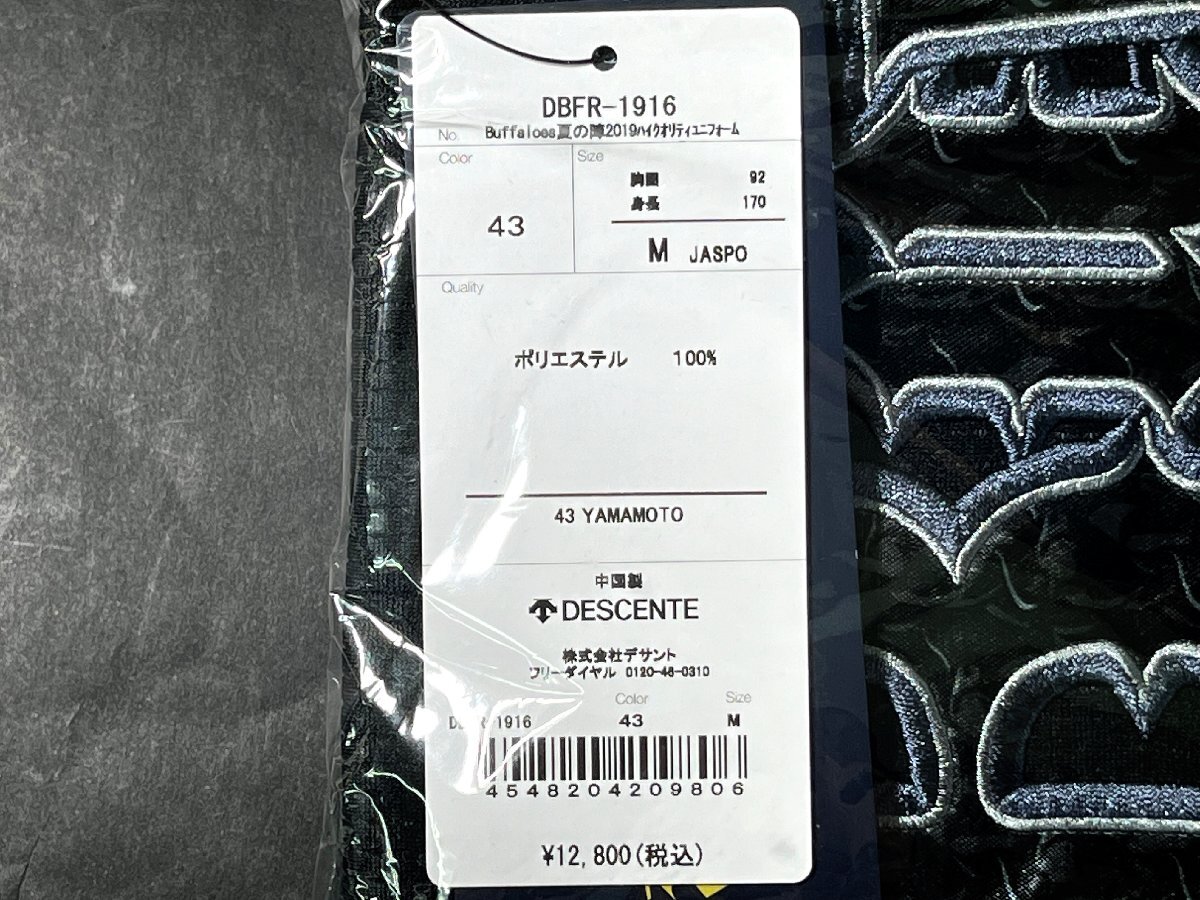 DBFR-1916
No. Buffaloes夏の陣2019ハイクオリティユニフォーム
Color
43
Size
胸囲 92
身長 170
M JASPO
Quality
ポリエステル 100%
43 YAMAMOTO
中国製
DESCENTE
株式会社デサント
フリーダイヤル 0120-46-0310
Color Size
DBFR-1916 43 M
4548204209806
¥12,800(税込)